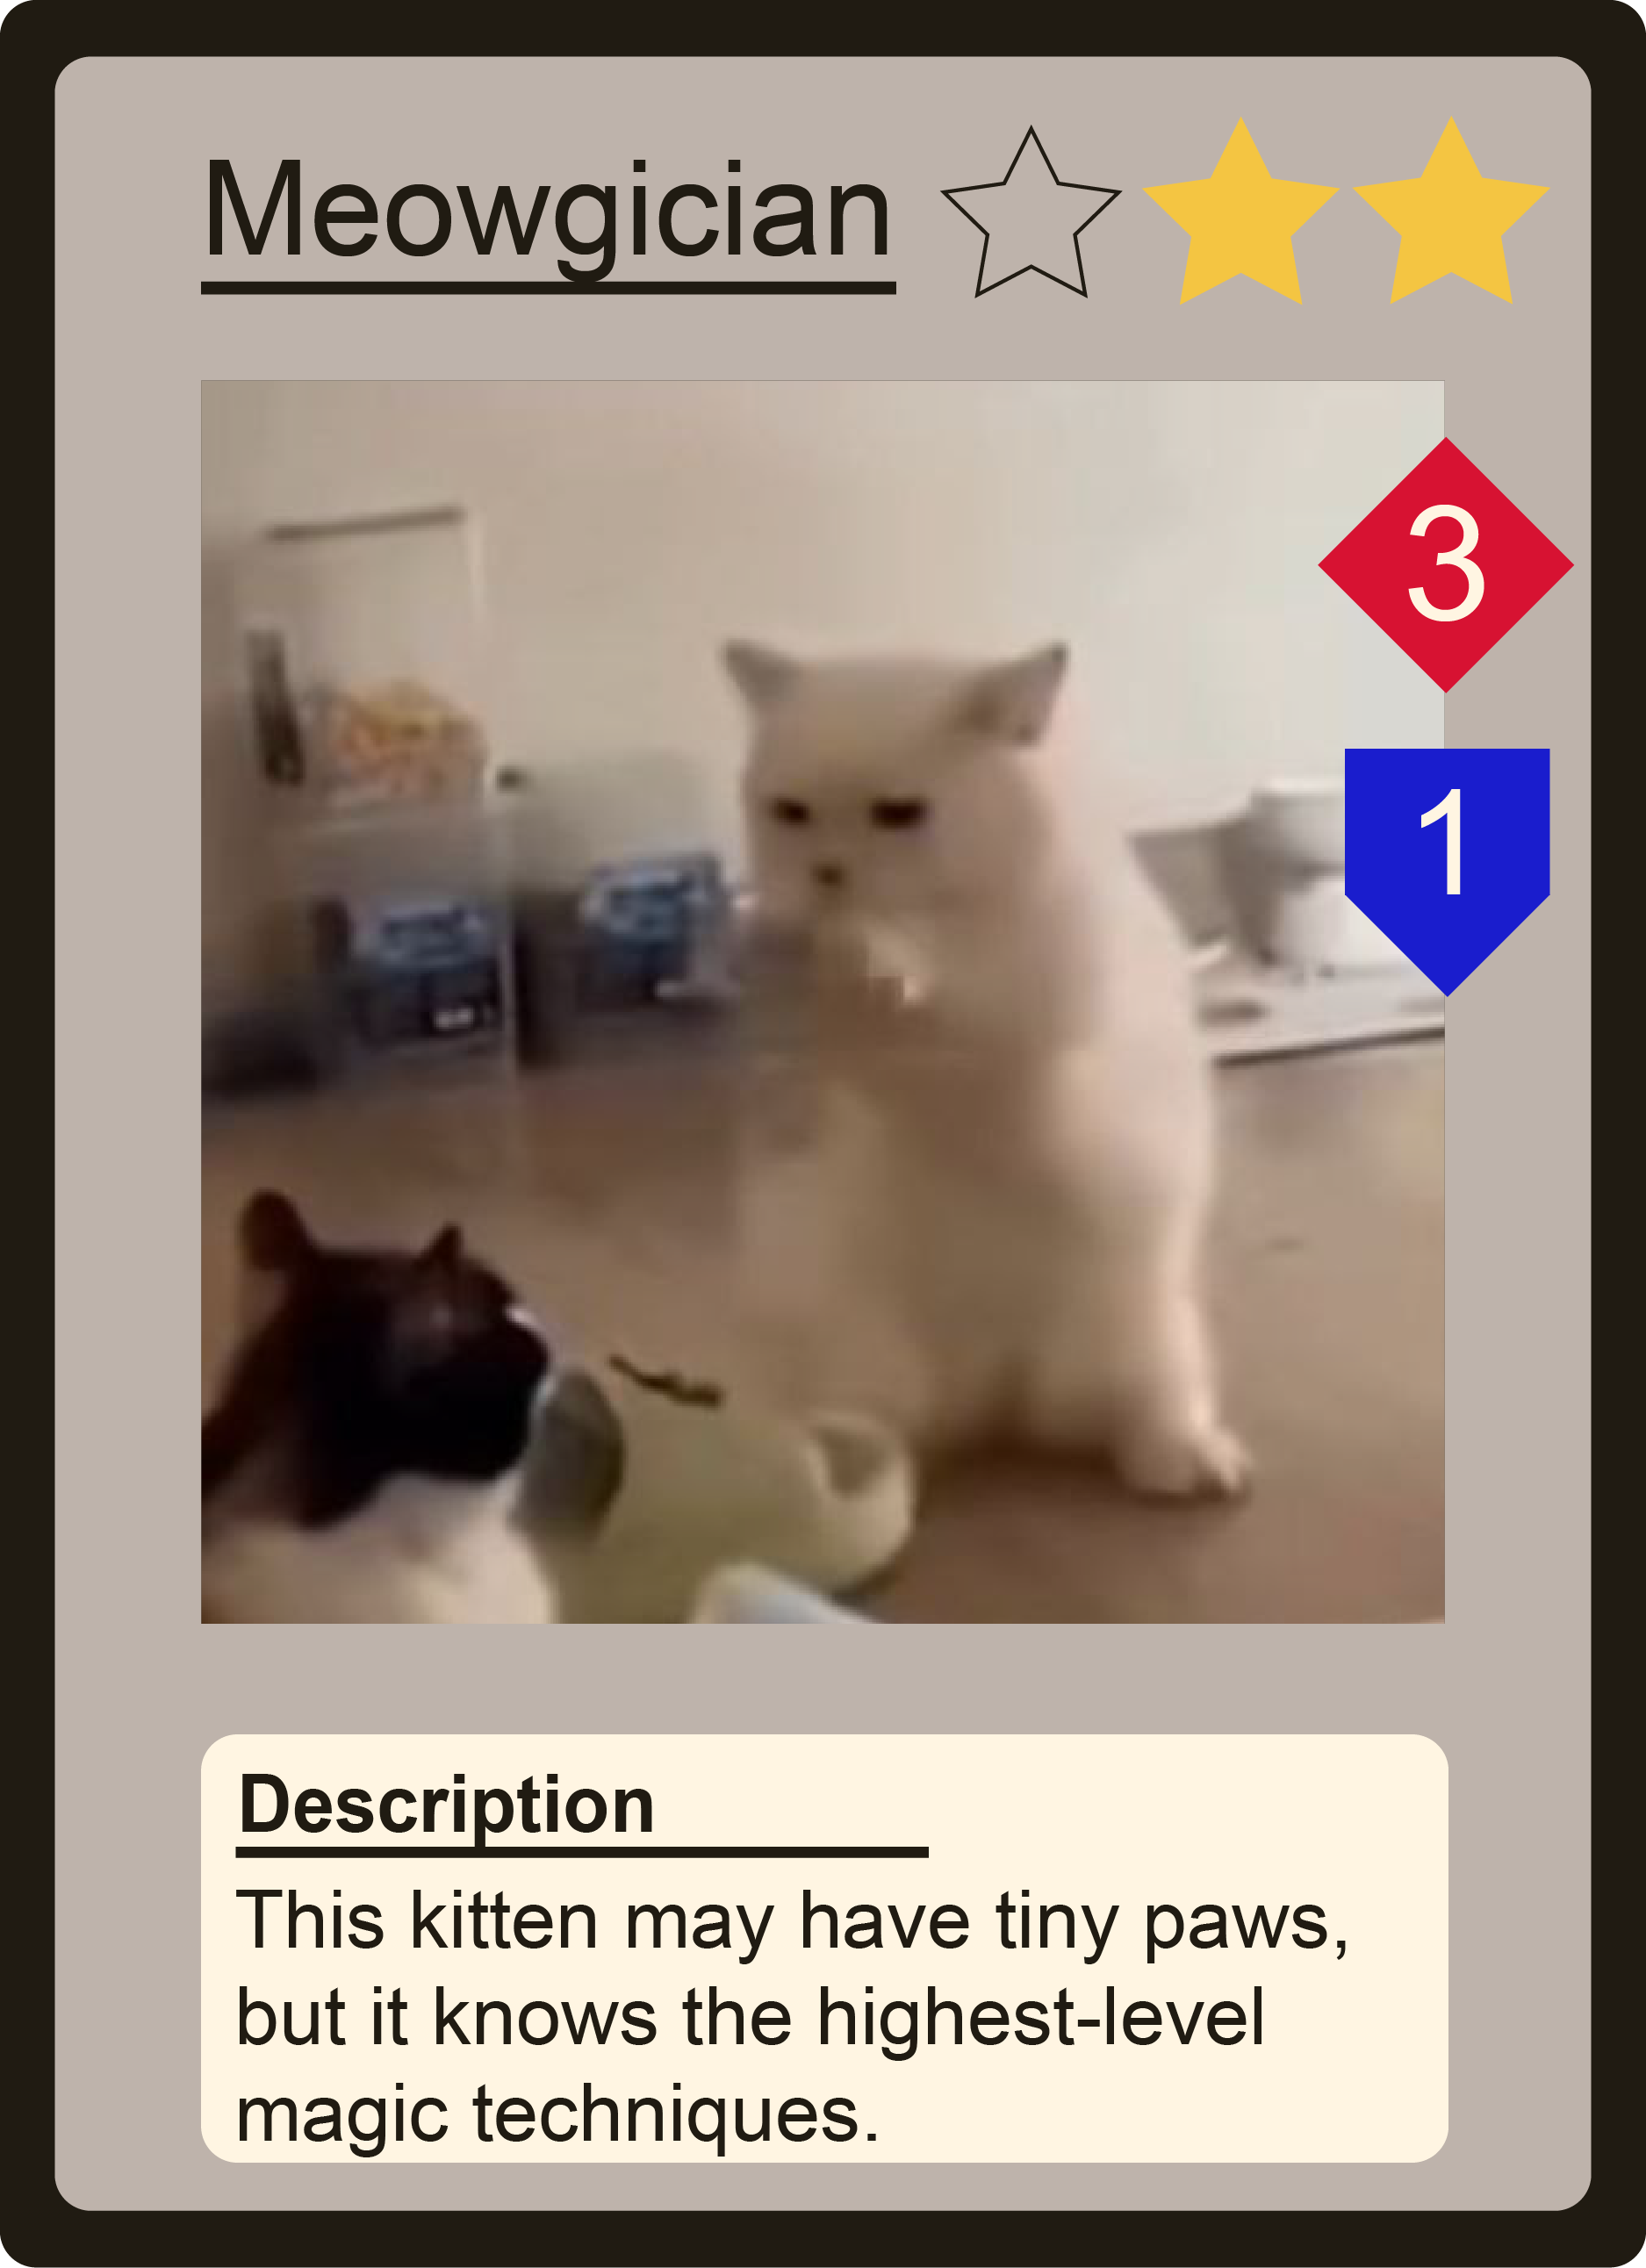 Meowgician
3
1
Description
This kitten may have tiny paws,
but it knows the highest-level
magic techniques.